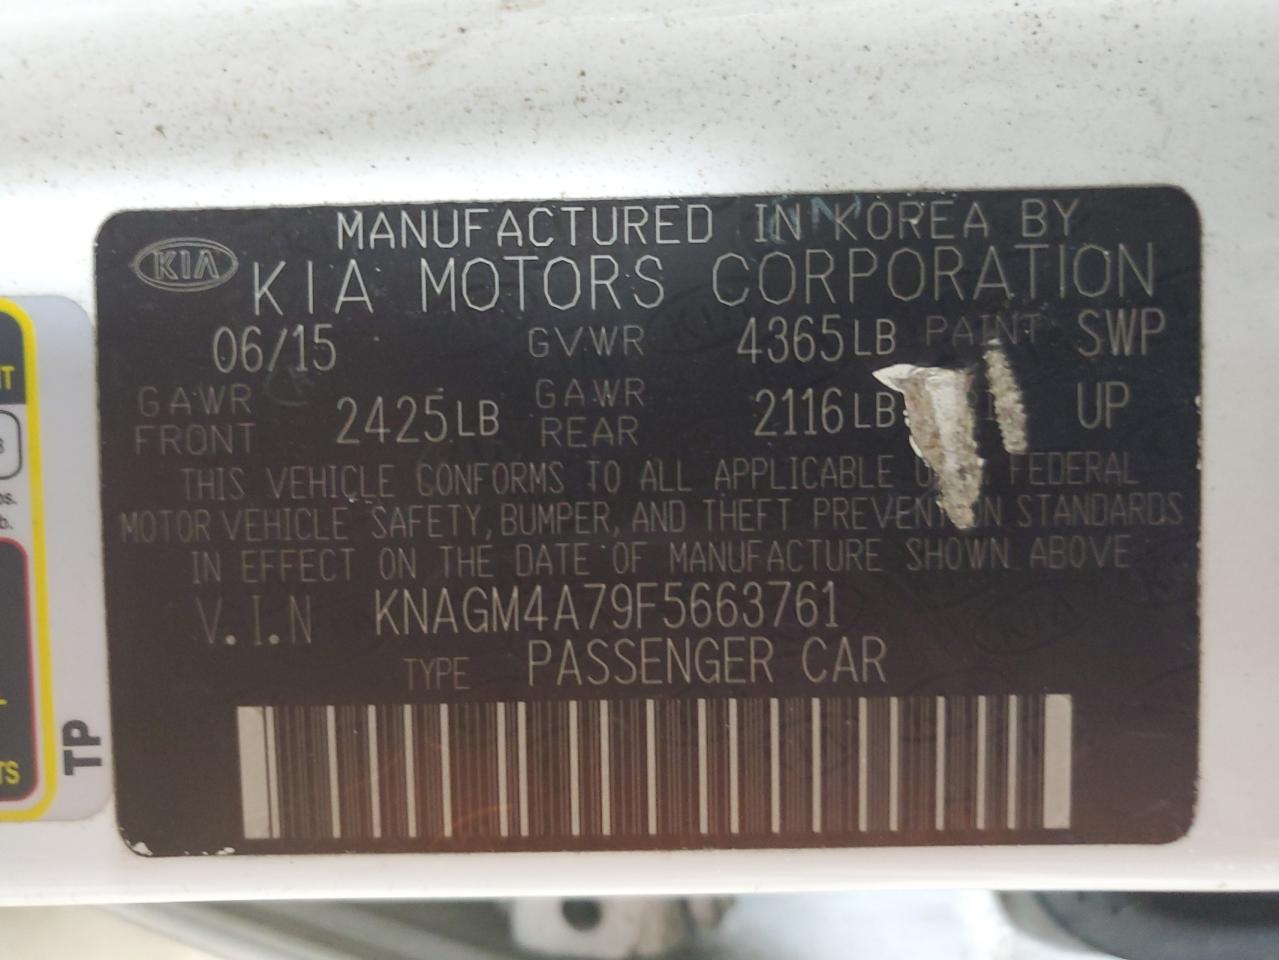 MANUFACTURED IN KOREA BY
KIA
KIA MOTORS CORPORATION
06/15 GVWR 4365LB PAINT SWP
GAWR FRONT 2425LB GAWR REAR 2116LB UP
THIS VEHICLE CONFORMS TO ALL APPLICABLE FEDERAL
MOTOR VEHICLE SAFETY, BUMPER, AND THEFT PREVENTION STANDARDS
IN EFFECT ON THE DATE OF MANUFACTURE SHOWN ABOVE
V.I.N KNAGM4A79F5663761
TYPE PASSENGER CAR
TP